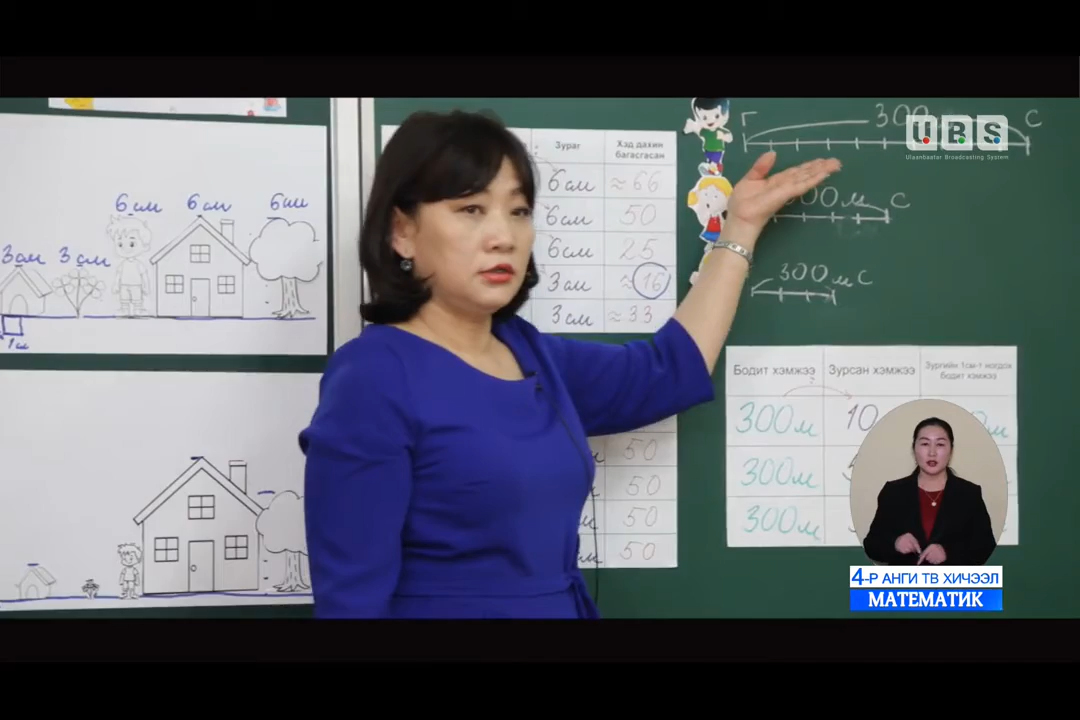 Г 300 С
UBS
Ulaanbaatar Broadcasting System
300м С
300м С
6см 6см 6см
3см 3см
1см
Зураг Хэд дахин багасгасан
6см ≈66
6см 50
6см 25
3см ≈16
3см ≈33
50
50
50
50
Бодит хэмжээ Зурсан хэмжээ Зургийн 1см-т ногдох бодит хэмжээ
300м 10
300м
300м
4-Р АНГИ ТВ ХИЧЭЭЛ
МАТЕМАТИК